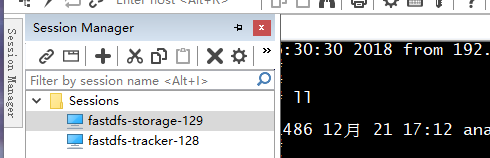 Enter host <Alt+R>
Session Manager
Session Manager
Filter by session name <Alt+I>
Sessions
fastdfs-storage-129
fastdfs-tracker-128
:30:30 2018 from 192.
ll
486 12月 21 17:12 ana